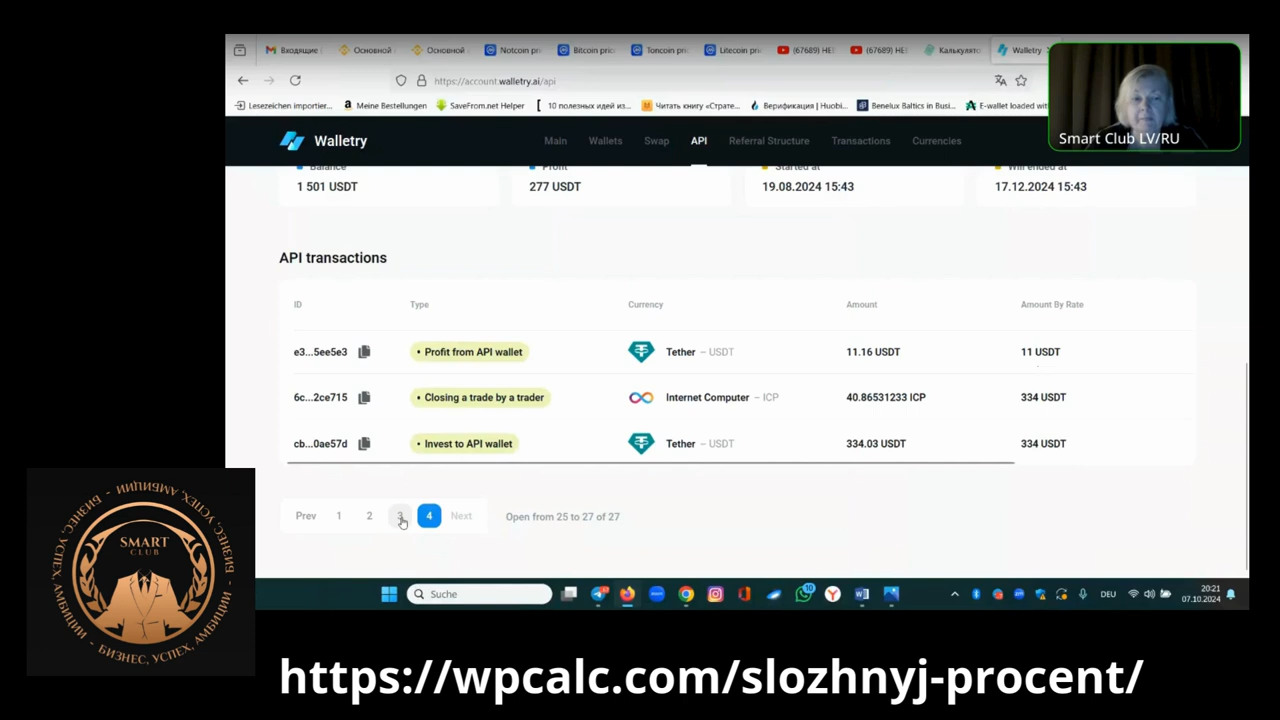 Входящие
Основной
Основной
Notcoin pri
Bitcoin pric
Toncoin pri
Litecoin pri
(67689) HE
(67689) HE
Калькулято
Walletry
https://account.walletry.ai/api
Lesezeichen importier...
Meine Bestellungen
SaveFrom.net Helper
10 полезных идей из...
Читать книгу «Страте...
Верификация | Huobi...
Benelux Baltics in Busi...
E-wallet loaded with
Smart Club LV/RU
Walletry
Main
Wallets
Swap
API
Referral Structure
Transactions
Currencies
Balance
Profit
Started at
Will ended at
1 501 USDT
277 USDT
19.08.2024 15:43
17.12.2024 15:43
API transactions
ID Type Currency Amount Amount By Rate
e3...5ee5e3 • Profit from API wallet Tether – USDT 11.16 USDT 11 USDT
6c...2ce715 • Closing a trade by a trader Internet Computer – ICP 40.86531233 ICP 334 USDT
cb...0ae57d • Invest to API wallet Tether – USDT 334.03 USDT 334 USDT
Prev 1 2 3 4 Next Open from 25 to 27 of 27
Suche
10
DEU
20:21
07.10.2024
БИЗНЕС, УСПЕХ, АМБИЦИИ - БИЗНЕС, УСПЕХ, АМБИЦИИ -
SMART
CLUB
https://wpcalc.com/slozhnyj-procent/